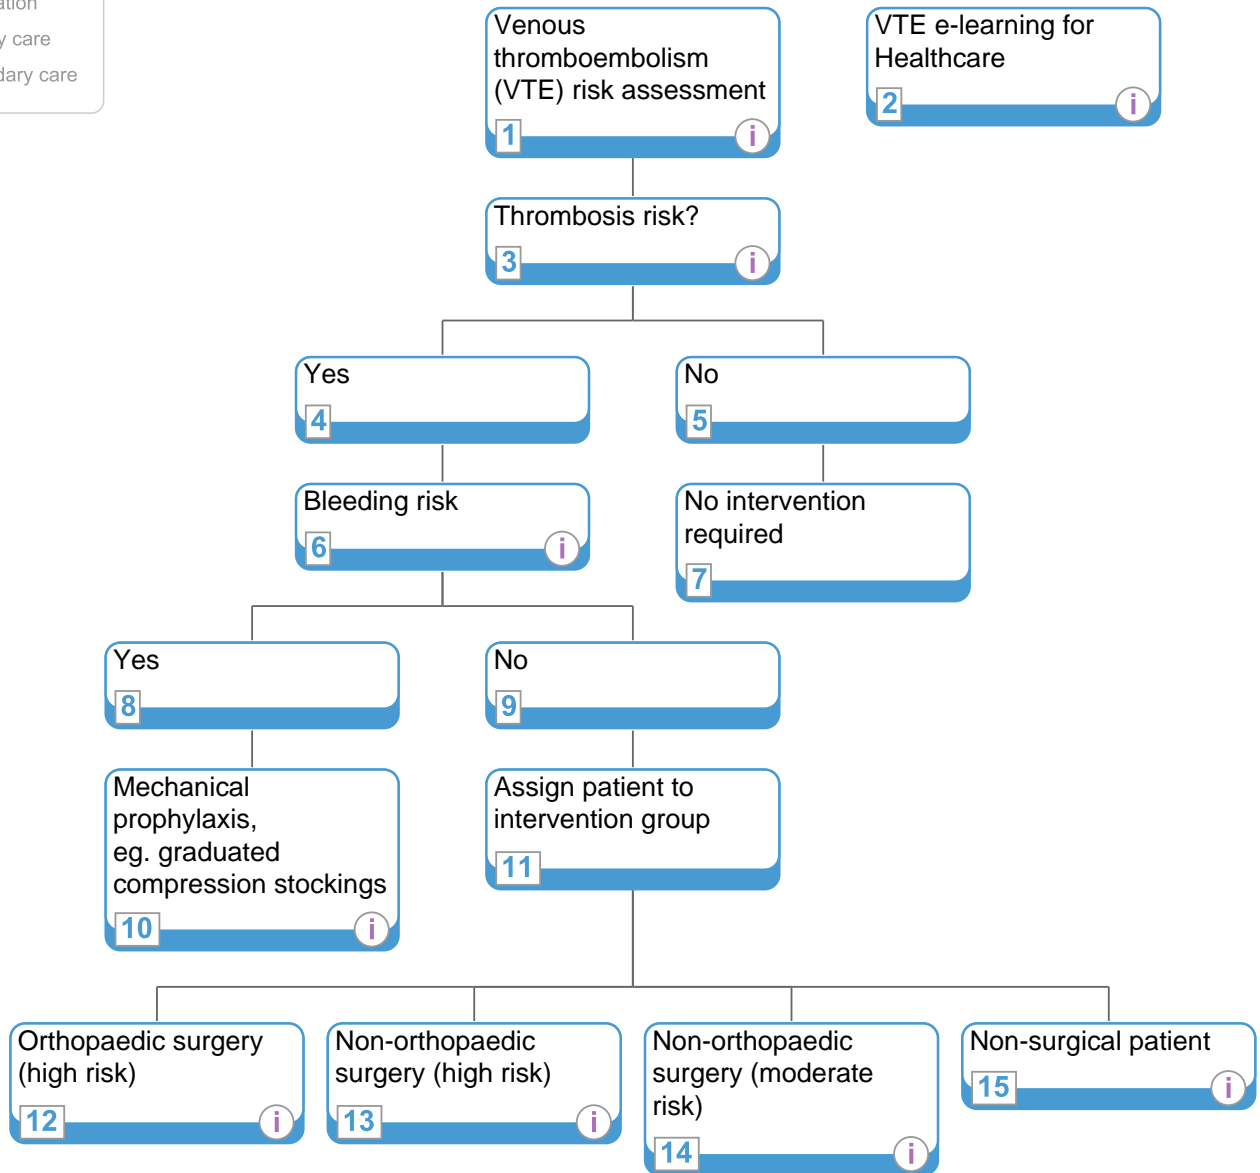 care
care
Venous
thromboembolism
(VTE) risk assessment
1
i
VTE e-learning for
Healthcare
2
i
Thrombosis risk?
3
i
Yes
4
No
5
Bleeding risk
6
i
No intervention
required
7
Yes
8
No
9
Mechanical
prophylaxis,
eg. graduated
compression stockings
10
i
Assign patient to
intervention group
11
Orthopaedic surgery
(high risk)
12
i
Non-orthopaedic
surgery (high risk)
13
i
Non-orthopaedic
surgery (moderate
risk)
14
i
Non-surgical patient
15
i